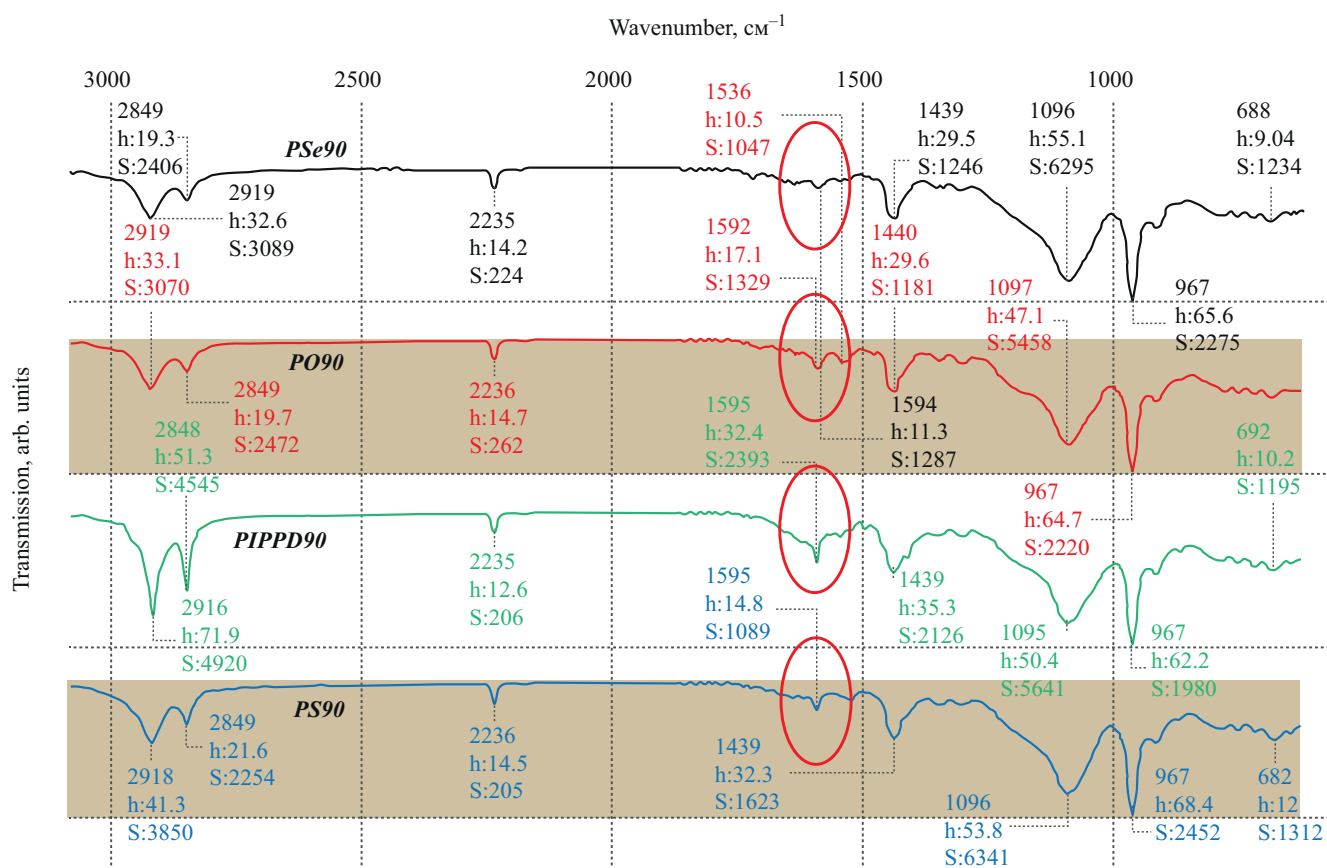 Wavenumber, см⁻¹
3000
2500
2000
1500
1000
Transmission, arb. units
2849
h:19.3
S:2406
PSe90
2919
h:32.6
S:3089
2235
h:14.2
S:224
1536
h:10.5
S:1047
1439
h:29.5
S:1246
1096
h:55.1
S:6295
688
h:9.04
S:1234
2919
h:33.1
S:3070
1592
h:17.1
S:1329
1440
h:29.6
S:1181
1097
h:47.1
S:5458
967
h:65.6
S:2275
PO90
2849
h:19.7
S:2472
2236
h:14.7
S:262
1594
h:11.3
S:1287
2848
h:51.3
S:4545
1595
h:32.4
S:2393
967
h:64.7
S:2220
692
h:10.2
S:1195
PIPPD90
2916
h:71.9
S:4920
2235
h:12.6
S:206
1595
h:14.8
S:1089
1439
h:35.3
S:2126
1095
h:50.4
S:5641
967
h:62.2
S:1980
PS90
2849
h:21.6
S:2254
2918
h:41.3
S:3850
2236
h:14.5
S:205
1439
h:32.3
S:1623
1096
h:53.8
S:6341
967
h:68.4
S:2452
682
h:12
S:1312